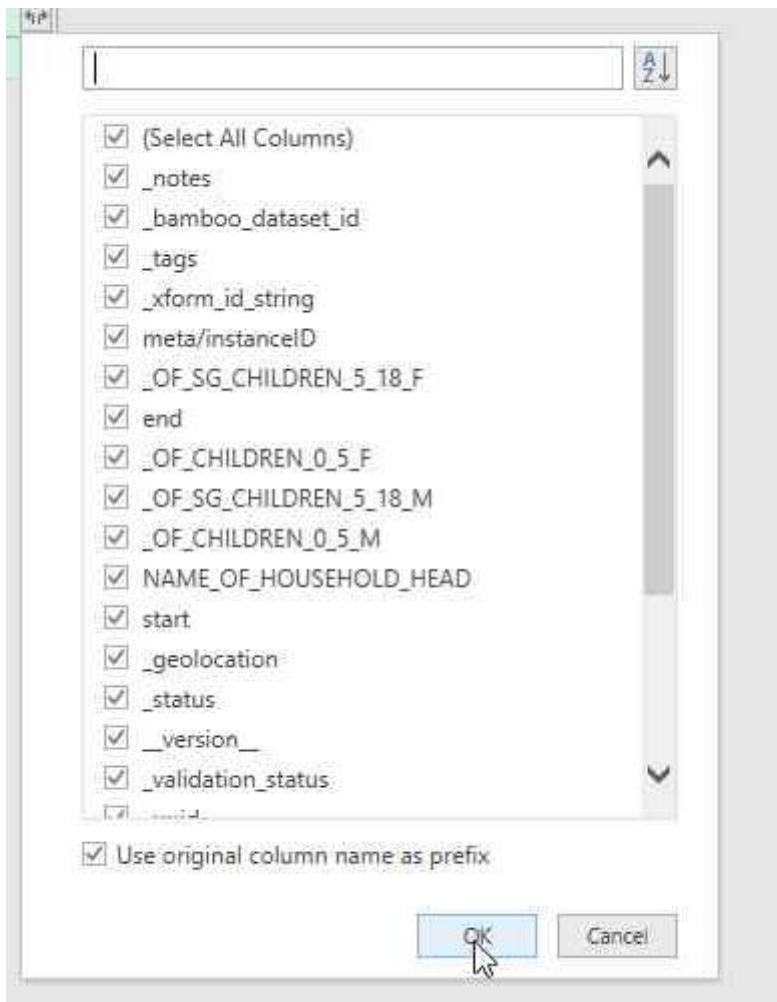 (Select All Columns)
_notes
_bamboo_dataset_id
_tags
_xform_id_string
meta/instanceID
_OF_SG_CHILDREN_5_18_F
end
_OF_CHILDREN_0_5_F
_OF_SG_CHILDREN_5_18_M
_OF_CHILDREN_0_5_M
NAME_OF_HOUSEHOLD_HEAD
start
_geolocation
_status
__version__
_validation_status
Use original column name as prefix
OK Cancel